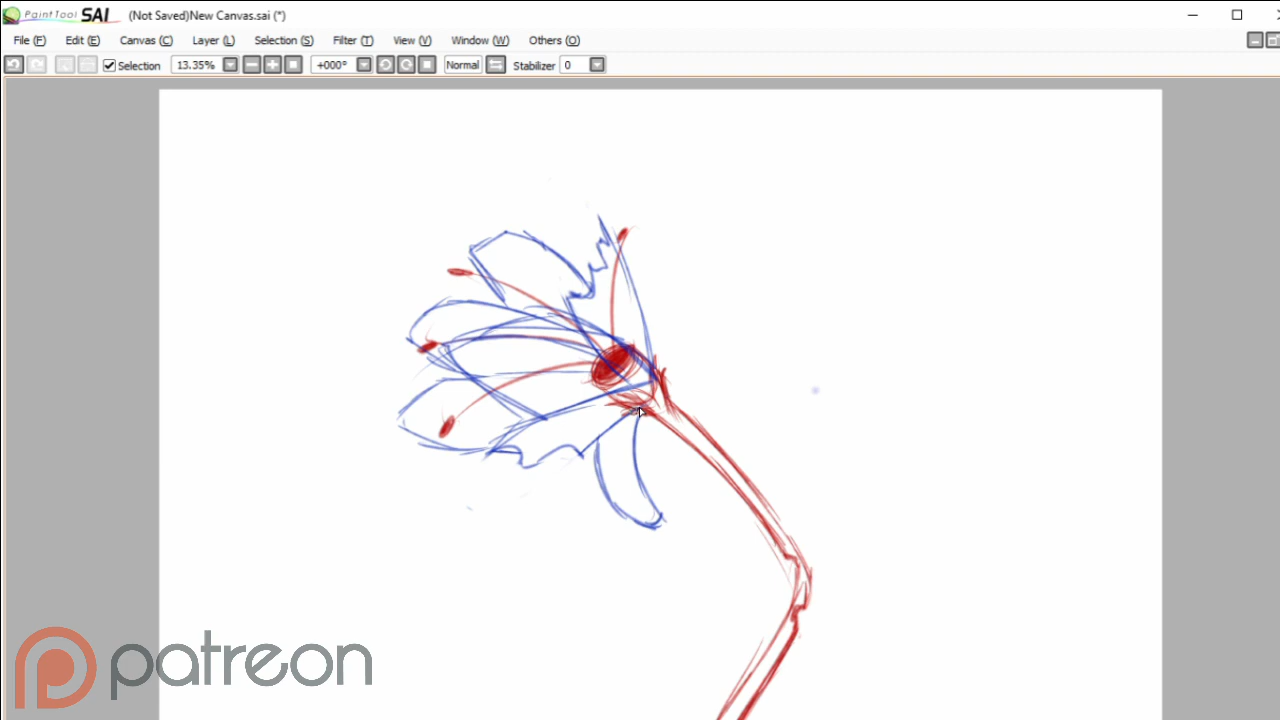 PaintTool SAI (Not Saved)New Canvas.sai (*)
File (F) Edit (E) Canvas (C) Layer (L) Selection (S) Filter (T) View (V) Window (W) Others (O)
Selection 13.35% +000° Normal Stabilizer 0
patreon